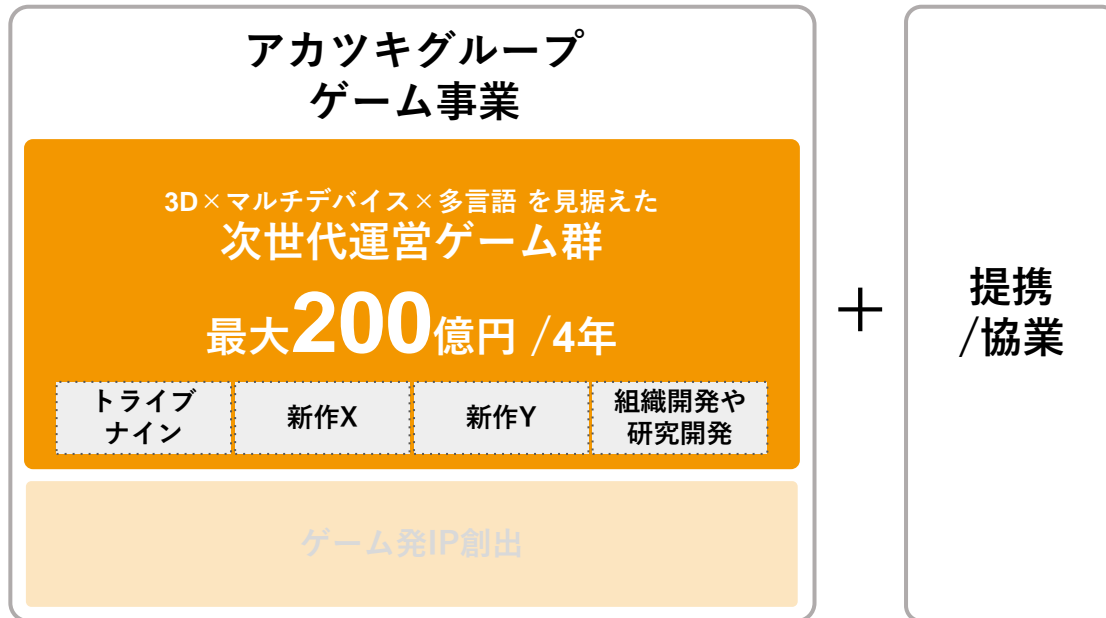 アカツキグループ
ゲーム事業
3D×マルチデバイス×多言語 を見据えた
次世代運営ゲーム群
最大200億円 /4年
トライブ
ナイン
新作X
新作Y
組織開発や
研究開発
ゲーム発IP創出
＋
提携
/協業